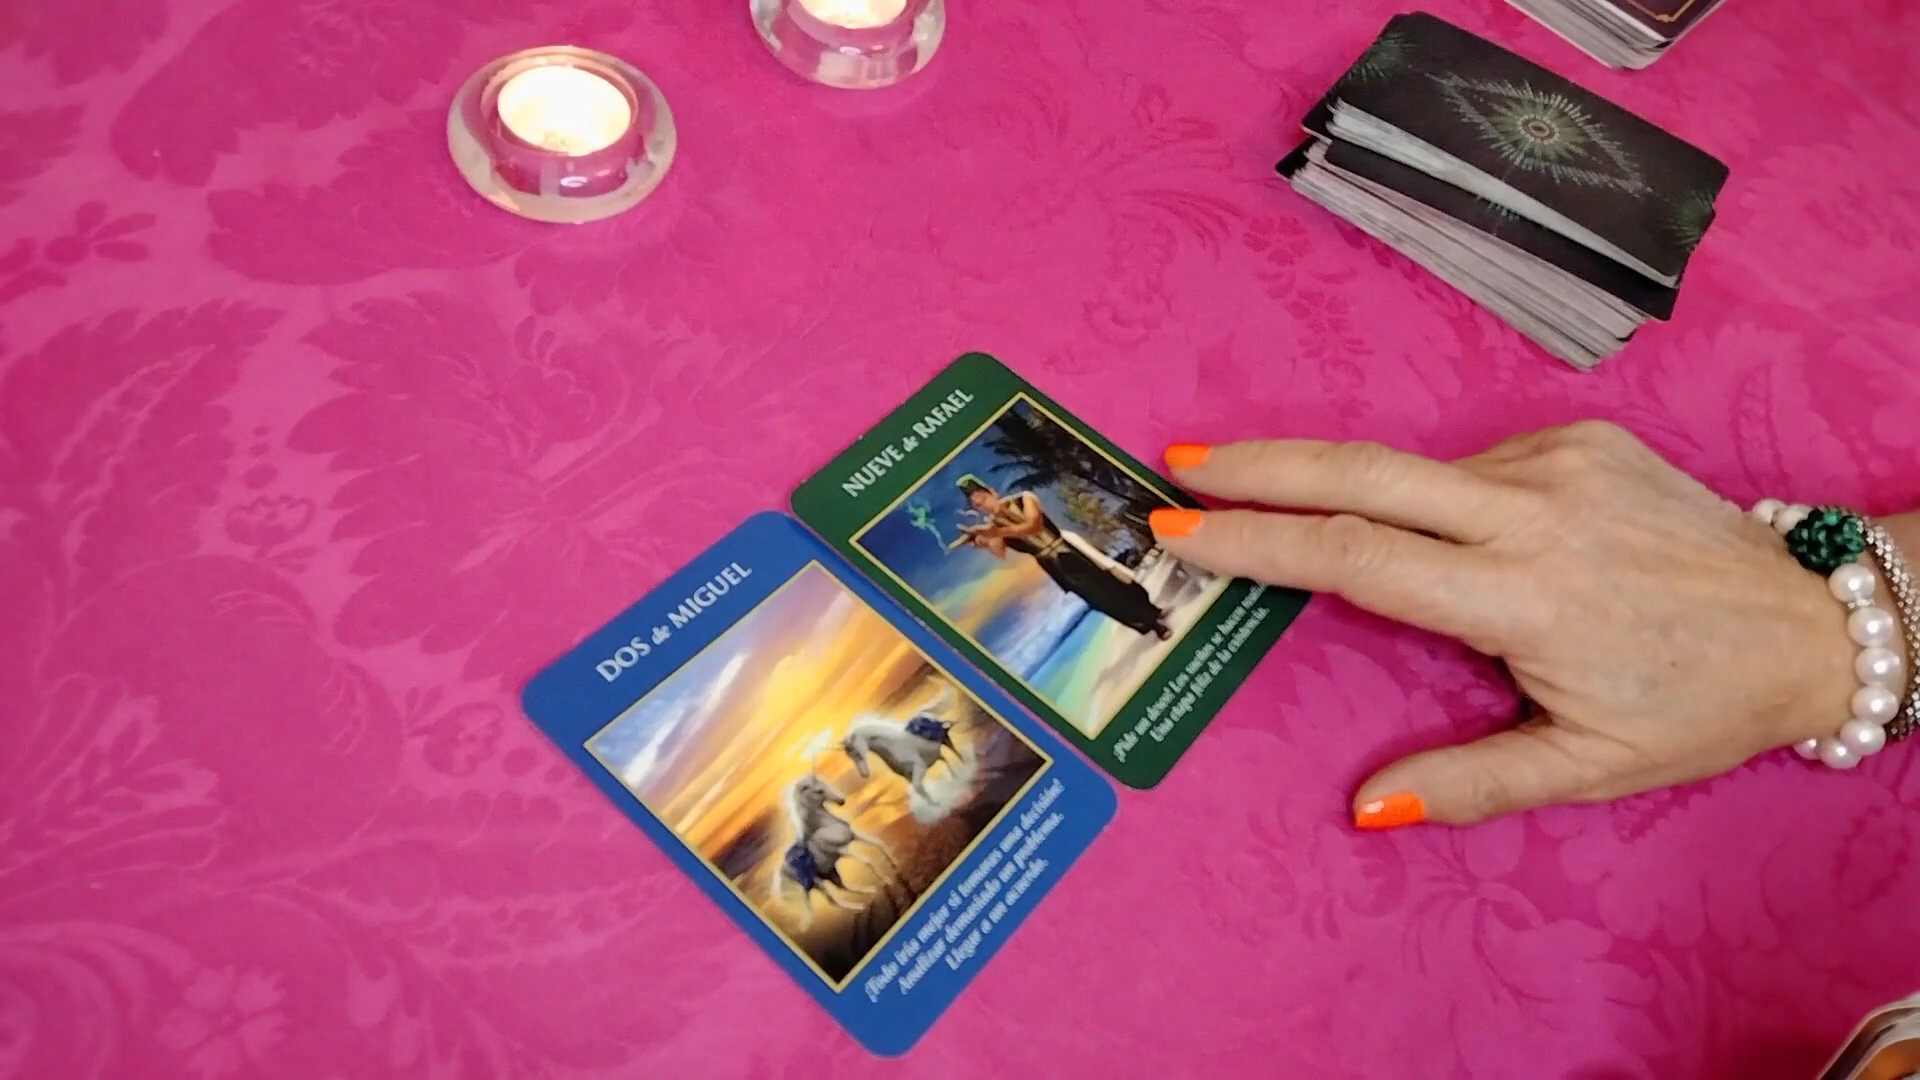 DOS de MIGUEL
¡Todo iría mejor si tomases una decisión!
Analizar demasiado un problema.
Llegar a un acuerdo.
NUEVE de RAFAEL
¡Pide un deseo! Los sueños se hacen
Una etapa feliz de la existencia.